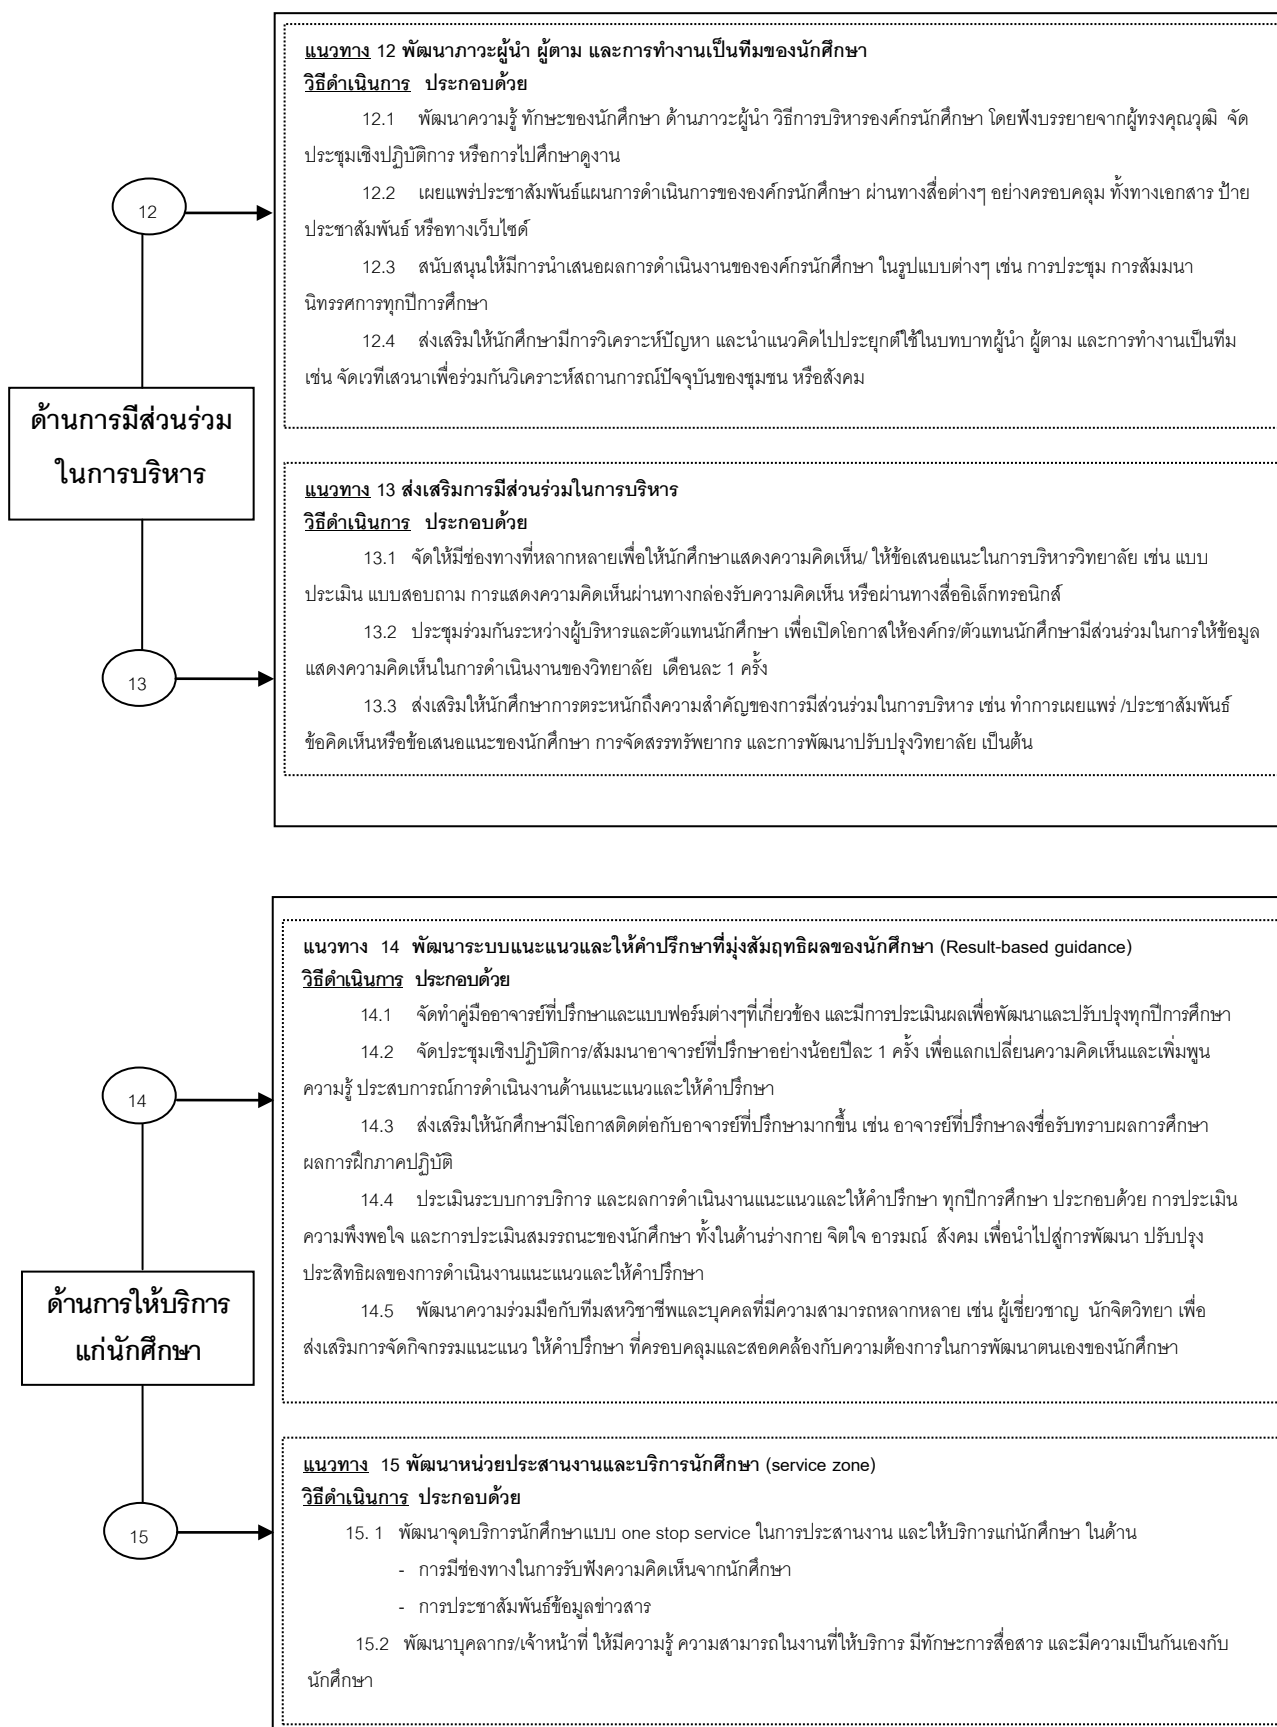 แนวทาง 12 พัฒนาภาวะผู้นำ ผู้ตาม และการทำงานเป็นทีมของนักศึกษา
วิธีดำเนินการ ประกอบด้วย
12.1 พัฒนาความรู้ ทักษะของนักศึกษา ด้านภาวะผู้นำ วิธีการบริหารองค์กรนักศึกษา โดยฟังบรรยายจากผู้ทรงคุณวุฒิ จัด
ประชุมเชิงปฏิบัติการ หรือการไปศึกษาดูงาน
12.2 เผยแพร่ประชาสัมพันธ์แผนการดำเนินการขององค์กรนักศึกษา ผ่านทางสื่อต่างๆ อย่างครอบคลุม ทั้งทางเอกสาร ป้าย
ประชาสัมพันธ์ หรือทางเว็บไซด์
12.3 สนับสนุนให้มีการนำเสนอผลการดำเนินงานขององค์กรนักศึกษา ในรูปแบบต่างๆ เช่น การประชุม การสัมมนา
นิทรรศการทุกปีการศึกษา
12.4 ส่งเสริมให้นักศึกษามีการวิเคราะห์ปัญหา และนำแนวคิดไปประยุกต์ใช้ในบทบาทผู้นำ ผู้ตาม และการทำงานเป็นทีม
เช่น จัดเวทีเสวนาเพื่อร่วมกันวิเคราะห์สถานการณ์ปัจจุบันของชุมชน หรือสังคม
12
ด้านการมีส่วนร่วม
ในการบริหาร
13
แนวทาง 13 ส่งเสริมการมีส่วนร่วมในการบริหาร
วิธีดำเนินการ ประกอบด้วย
13.1 จัดให้มีช่องทางที่หลากหลายเพื่อให้นักศึกษาแสดงความคิดเห็น/ ให้ข้อเสนอแนะในการบริหารวิทยาลัย เช่น แบบ
ประเมิน แบบสอบถาม การแสดงความคิดเห็นผ่านทางกล่องรับความคิดเห็น หรือผ่านทางสื่ออิเล็กทรอนิกส์
13.2 ประชุมร่วมกันระหว่างผู้บริหารและตัวแทนนักศึกษา เพื่อเปิดโอกาสให้องค์กร/ตัวแทนนักศึกษามีส่วนร่วมในการให้ข้อมูล
แสดงความคิดเห็นในการดำเนินงานของวิทยาลัย เดือนละ 1 ครั้ง
13.3 ส่งเสริมให้นักศึกษาการตระหนักถึงความสำคัญของการมีส่วนร่วมในการบริหาร เช่น ทำการเผยแพร่ /ประชาสัมพันธ์
ข้อคิดเห็นหรือข้อเสนอแนะของนักศึกษา การจัดสรรทรัพยากร และการพัฒนาปรับปรุงวิทยาลัย เป็นต้น
แนวทาง 14 พัฒนาระบบแนะแนวและให้คำปรึกษาที่มุ่งสัมฤทธิผลของนักศึกษา (Result-based guidance)
วิธีดำเนินการ ประกอบด้วย
14.1 จัดทำคู่มืออาจารย์ที่ปรึกษาและแบบฟอร์มต่างๆที่เกี่ยวข้อง และมีการประเมินผลเพื่อพัฒนาและปรับปรุงทุกปีการศึกษา
14.2 จัดประชุมเชิงปฏิบัติการ/สัมมนาอาจารย์ที่ปรึกษาอย่างน้อยปีละ 1 ครั้ง เพื่อแลกเปลี่ยนความคิดเห็นและเพิ่มพูน
ความรู้ ประสบการณ์การดำเนินงานด้านแนะแนวและให้คำปรึกษา
14.3 ส่งเสริมให้นักศึกษามีโอกาสติดต่อกับอาจารย์ที่ปรึกษามากขึ้น เช่น อาจารย์ที่ปรึกษาลงชื่อรับทราบผลการศึกษา
ผลการฝึกภาคปฏิบัติ
14.4 ประเมินระบบการบริการ และผลการดำเนินงานแนะแนวและให้คำปรึกษา ทุกปีการศึกษา ประกอบด้วย การประเมิน
ความพึงพอใจ และการประเมินสมรรถนะของนักศึกษา ทั้งในด้านร่างกาย จิตใจ อารมณ์ สังคม เพื่อนำไปสู่การพัฒนา ปรับปรุง
ประสิทธิผลของการดำเนินงานแนะแนวและให้คำปรึกษา
14.5 พัฒนาความร่วมมือกับทีมสหวิชาชีพและบุคคลที่มีความสามารถหลากหลาย เช่น ผู้เชี่ยวชาญ นักจิตวิทยา เพื่อ
ส่งเสริมการจัดกิจกรรมแนะแนว ให้คำปรึกษา ที่ครอบคลุมและสอดคล้องกับความต้องการในการพัฒนาตนเองของนักศึกษา
14
ด้านการให้บริการ
แก่นักศึกษา
15
แนวทาง 15 พัฒนาหน่วยประสานงานและบริการนักศึกษา (service zone)
วิธีดำเนินการ ประกอบด้วย
15. 1 พัฒนาจุดบริการนักศึกษาแบบ one stop service ในการประสานงาน และให้บริการแก่นักศึกษา ในด้าน
- การมีช่องทางในการรับฟังความคิดเห็นจากนักศึกษา
- การประชาสัมพันธ์ข้อมูลข่าวสาร
15.2 พัฒนาบุคลากร/เจ้าหน้าที่ ให้มีความรู้ ความสามารถในงานที่ให้บริการ มีทักษะการสื่อสาร และมีความเป็นกันเองกับ
นักศึกษา